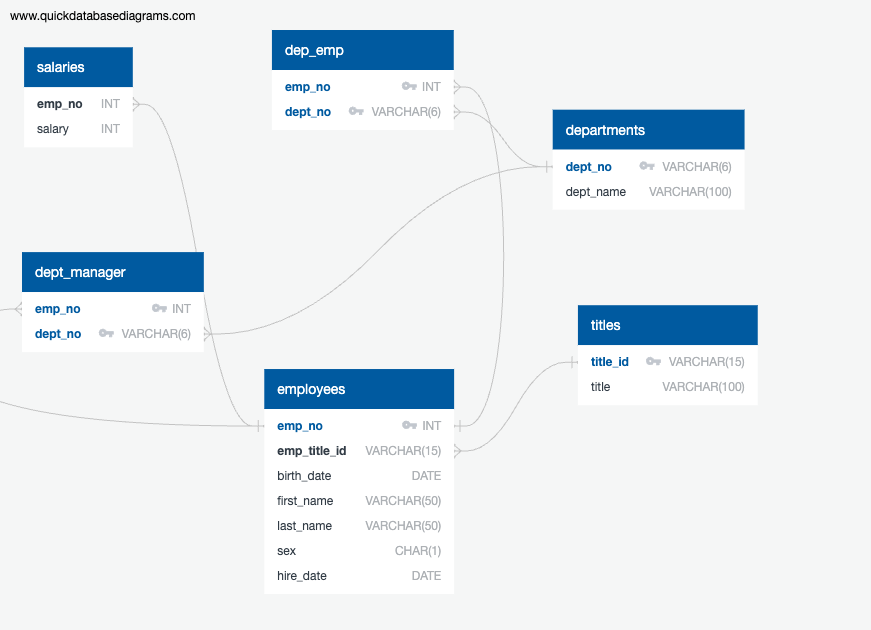 www.quickdatabasediagrams.com
salaries
emp_no INT
salary INT
dep_emp
emp_no INT
dept_no VARCHAR(6)
departments
dept_no VARCHAR(6)
dept_name VARCHAR(100)
dept_manager
emp_no INT
dept_no VARCHAR(6)
titles
title_id VARCHAR(15)
title VARCHAR(100)
employees
emp_no INT
emp_title_id VARCHAR(15)
birth_date DATE
first_name VARCHAR(50)
last_name VARCHAR(50)
sex CHAR(1)
hire_date DATE